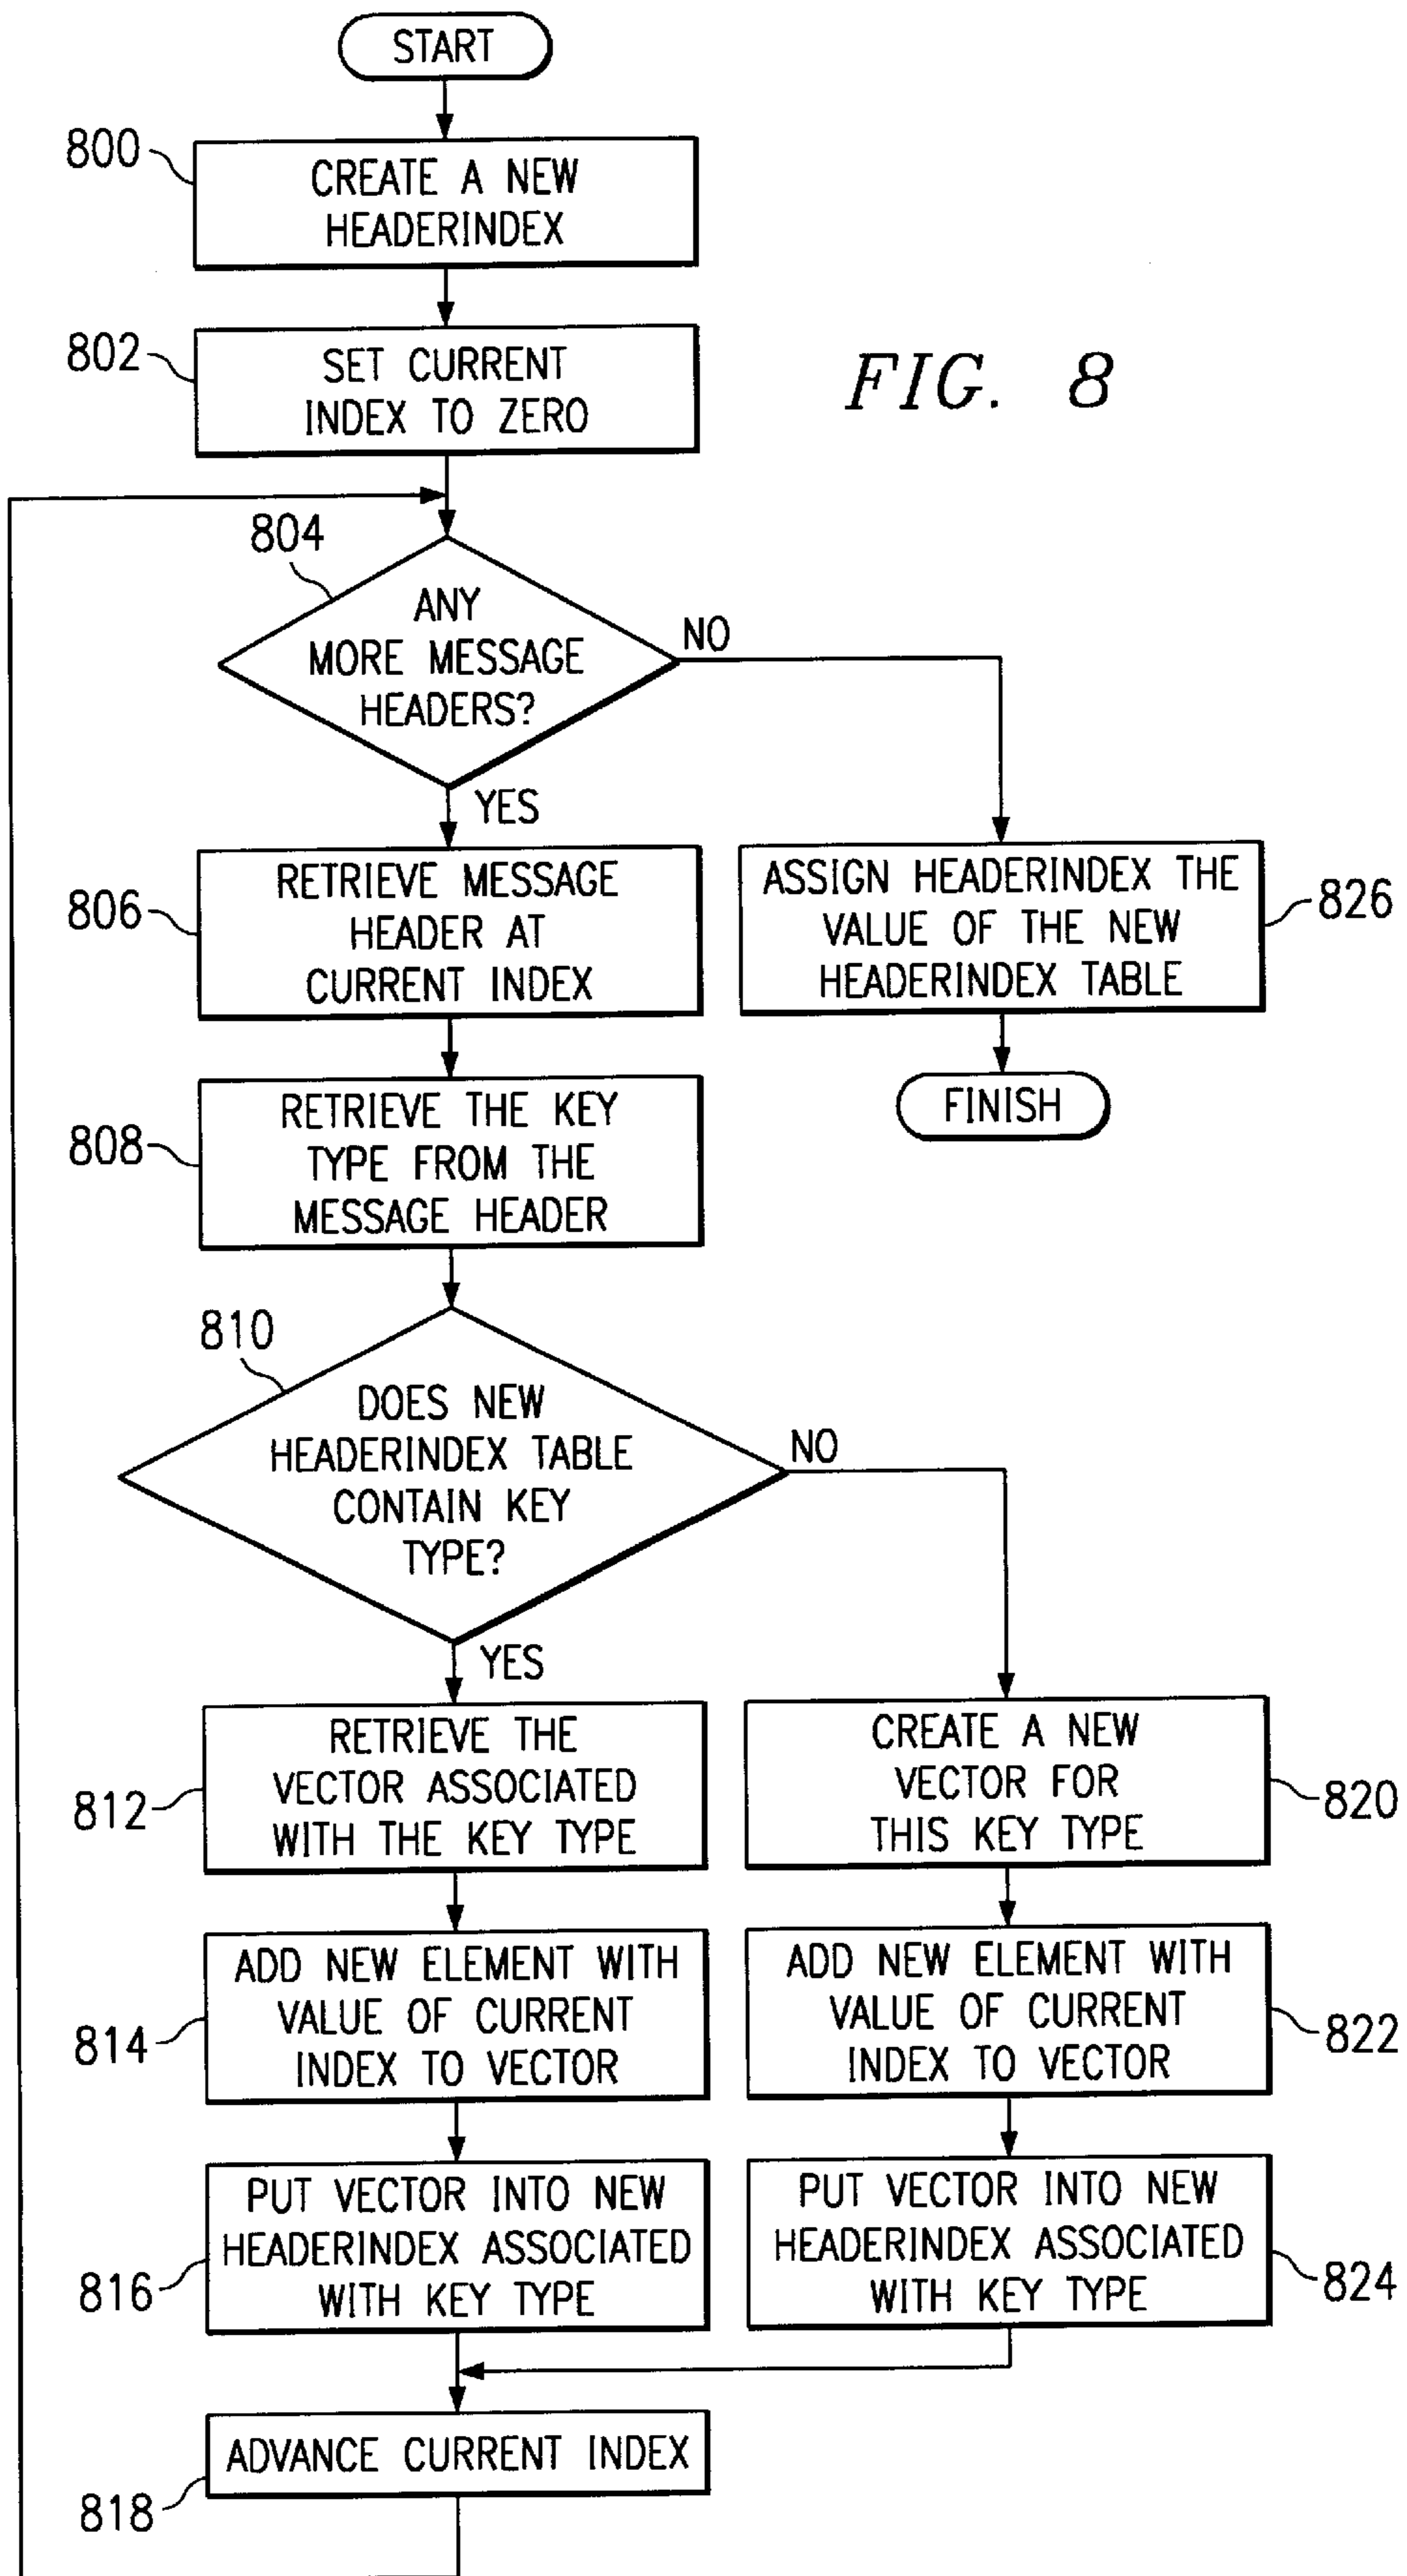 START
800
CREATE A NEW
HEADERINDEX
802
SET CURRENT
INDEX TO ZERO
FIG. 8
804
ANY
MORE MESSAGE
HEADERS?
NO
YES
806
RETRIEVE MESSAGE
HEADER AT
CURRENT INDEX
ASSIGN HEADERINDEX THE
VALUE OF THE NEW
HEADERINDEX TABLE
826
808
RETRIEVE THE KEY
TYPE FROM THE
MESSAGE HEADER
FINISH
810
DOES NEW
HEADERINDEX TABLE
CONTAIN KEY
TYPE?
NO
YES
812
RETRIEVE THE
VECTOR ASSOCIATED
WITH THE KEY TYPE
CREATE A NEW
VECTOR FOR
THIS KEY TYPE
820
814
ADD NEW ELEMENT WITH
VALUE OF CURRENT
INDEX TO VECTOR
ADD NEW ELEMENT WITH
VALUE OF CURRENT
INDEX TO VECTOR
822
816
PUT VECTOR INTO NEW
HEADERINDEX ASSOCIATED
WITH KEY TYPE
PUT VECTOR INTO NEW
HEADERINDEX ASSOCIATED
WITH KEY TYPE
824
ADVANCE CURRENT INDEX
818